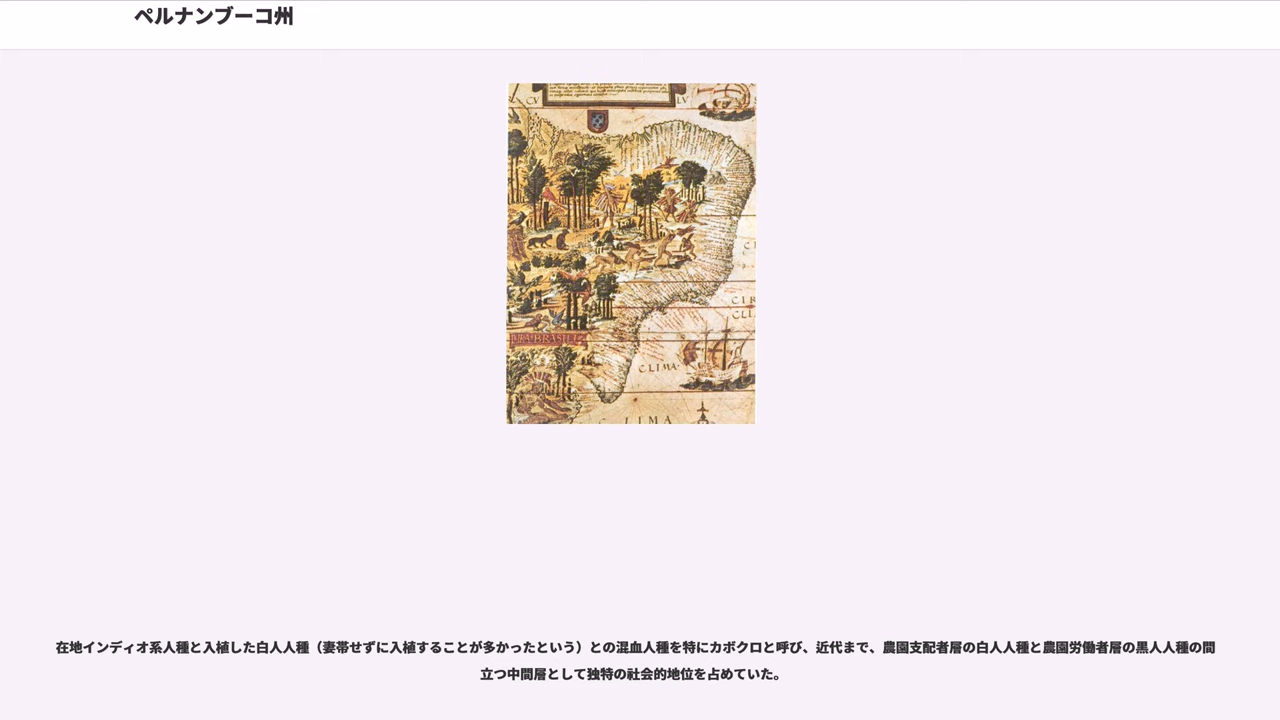 ペルナンブーコ州
CV
LV
CLIMA
LIMA
在地インディオ系人種と入植した白人人種（妻帯せずに入植することが多かったという）との混血人種を特にカボクロと呼び、近代まで、農園支配者層の白人人種と農園労働者層の黒人人種の間
立つ中間層として独特の社会的地位を占めていた。